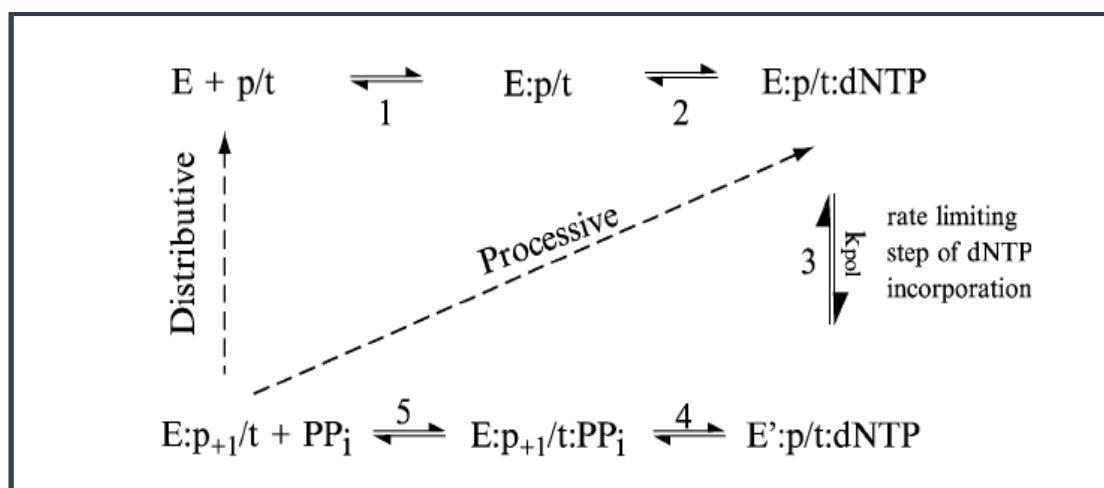 E + p/t
1
E:p/t
2
E:p/t:dNTP
Distributive
Processive
3
kpol
rate limiting
step of dNTP
incorporation
E:p+1/t + PPi
5
E:p+1/t:PPi
4
E':p/t:dNTP